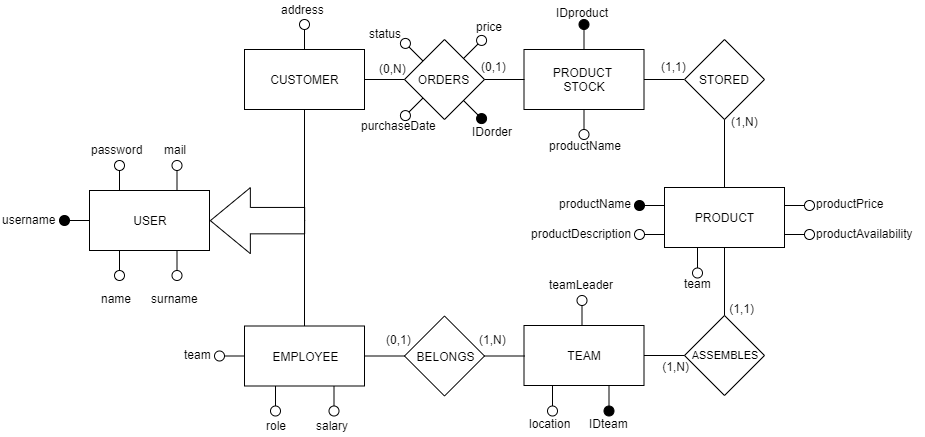 address
status
price
IDproduct
CUSTOMER
(0,N)
ORDERS
(0,1)
PRODUCT
STOCK
(1,1)
STORED
purchaseDate
IDorder
productName
(1,N)
password
mail
username
USER
name
surname
productName
productDescription
PRODUCT
productPrice
productAvailability
team
teamLeader
(1,1)
team
EMPLOYEE
(0,1)
BELONGS
(1,N)
TEAM
(1,N)
ASSEMBLES
role
salary
location
IDteam